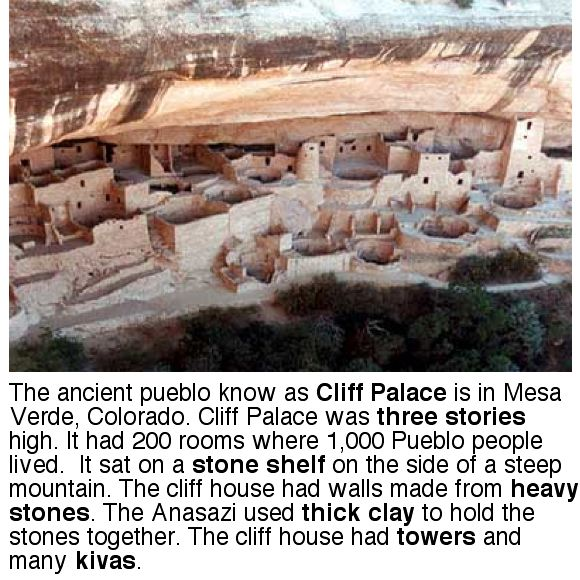 The ancient pueblo know as Cliff Palace is in Mesa
Verde, Colorado. Cliff Palace was three stories
high. It had 200 rooms where 1,000 Pueblo people
lived.  It sat on a stone shelf on the side of a steep
mountain. The cliff house had walls made from heavy
stones. The Anasazi used thick clay to hold the
stones together. The cliff house had towers and
many kivas.